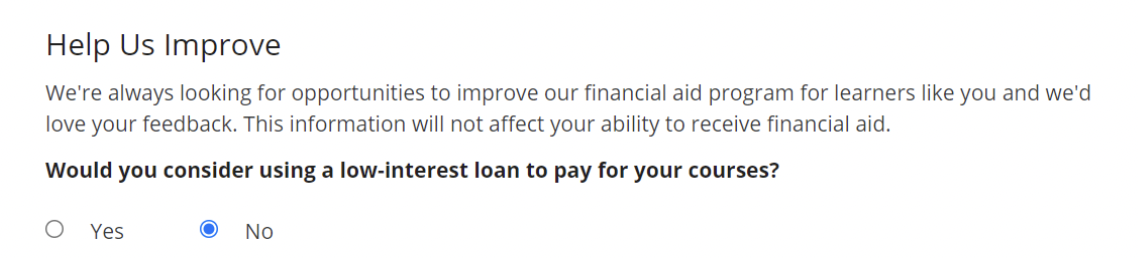 Help Us Improve
We're always looking for opportunities to improve our financial aid program for learners like you and we'd
love your feedback. This information will not affect your ability to receive financial aid.
Would you consider using a low-interest loan to pay for your courses?
Yes No